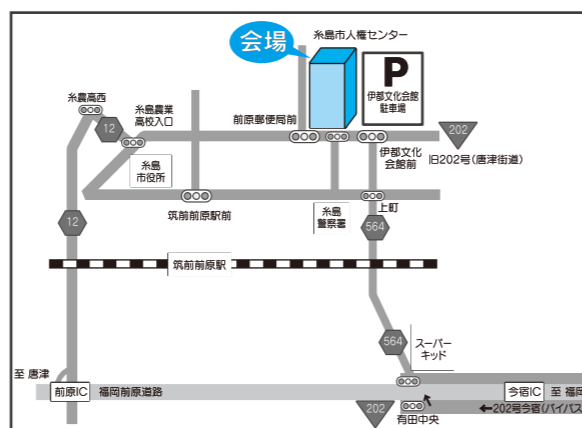 会場
糸島市人権センター
P
伊都文化会館
駐車場
糸農高西
糸島農業
高校入口
12
前原郵便局前
202
伊都文化
会館前
旧202号(唐津街道)
糸島
市役所
筑前前原駅前
糸島
警察署
上町
12
564
筑前前原駅
564
スーパー
キッド
至 唐津
前原IC
福岡前原道路
今宿IC
至 福岡
202
有田中央
←202号今宿(バイパス